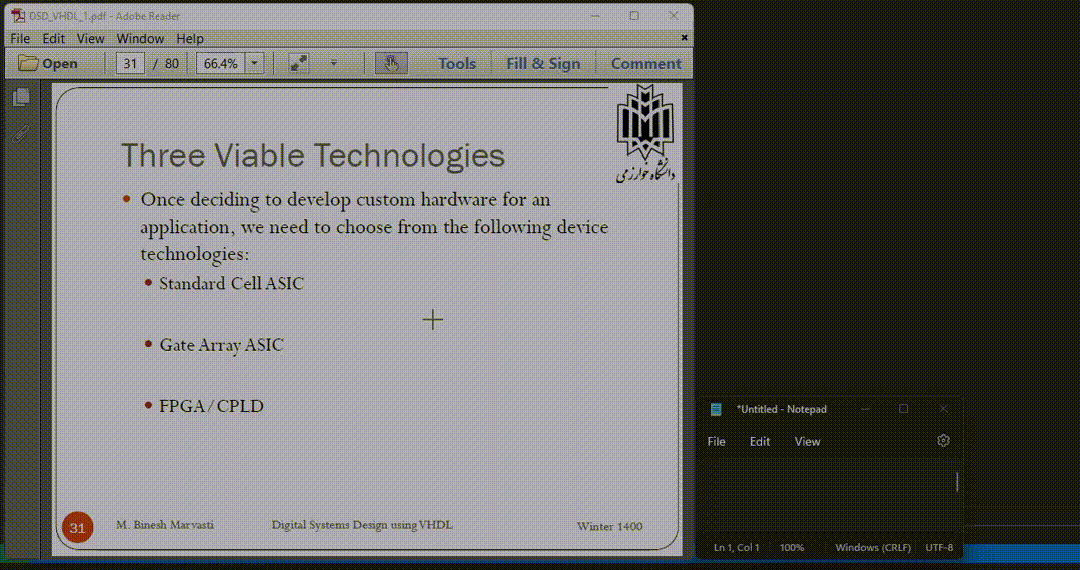 DSD_VHDL_1.pdf - Adobe Reader
File Edit View Window Help
Open 31 / 80 66.4% Tools Fill & Sign Comment
دانشگاه خوارزمی
Three Viable Technologies
• Once deciding to develop custom hardware for an
application, we need to choose from the following device
technologies:
• Standard Cell ASIC
• Gate Array ASIC
• FPGA/CPLD
31 M. Binesh Marvasti Digital Systems Design using VHDL Winter 1400
*Untitled - Notepad
File Edit View
Ln 1, Col 1 100% Windows (CRLF) UTF-8